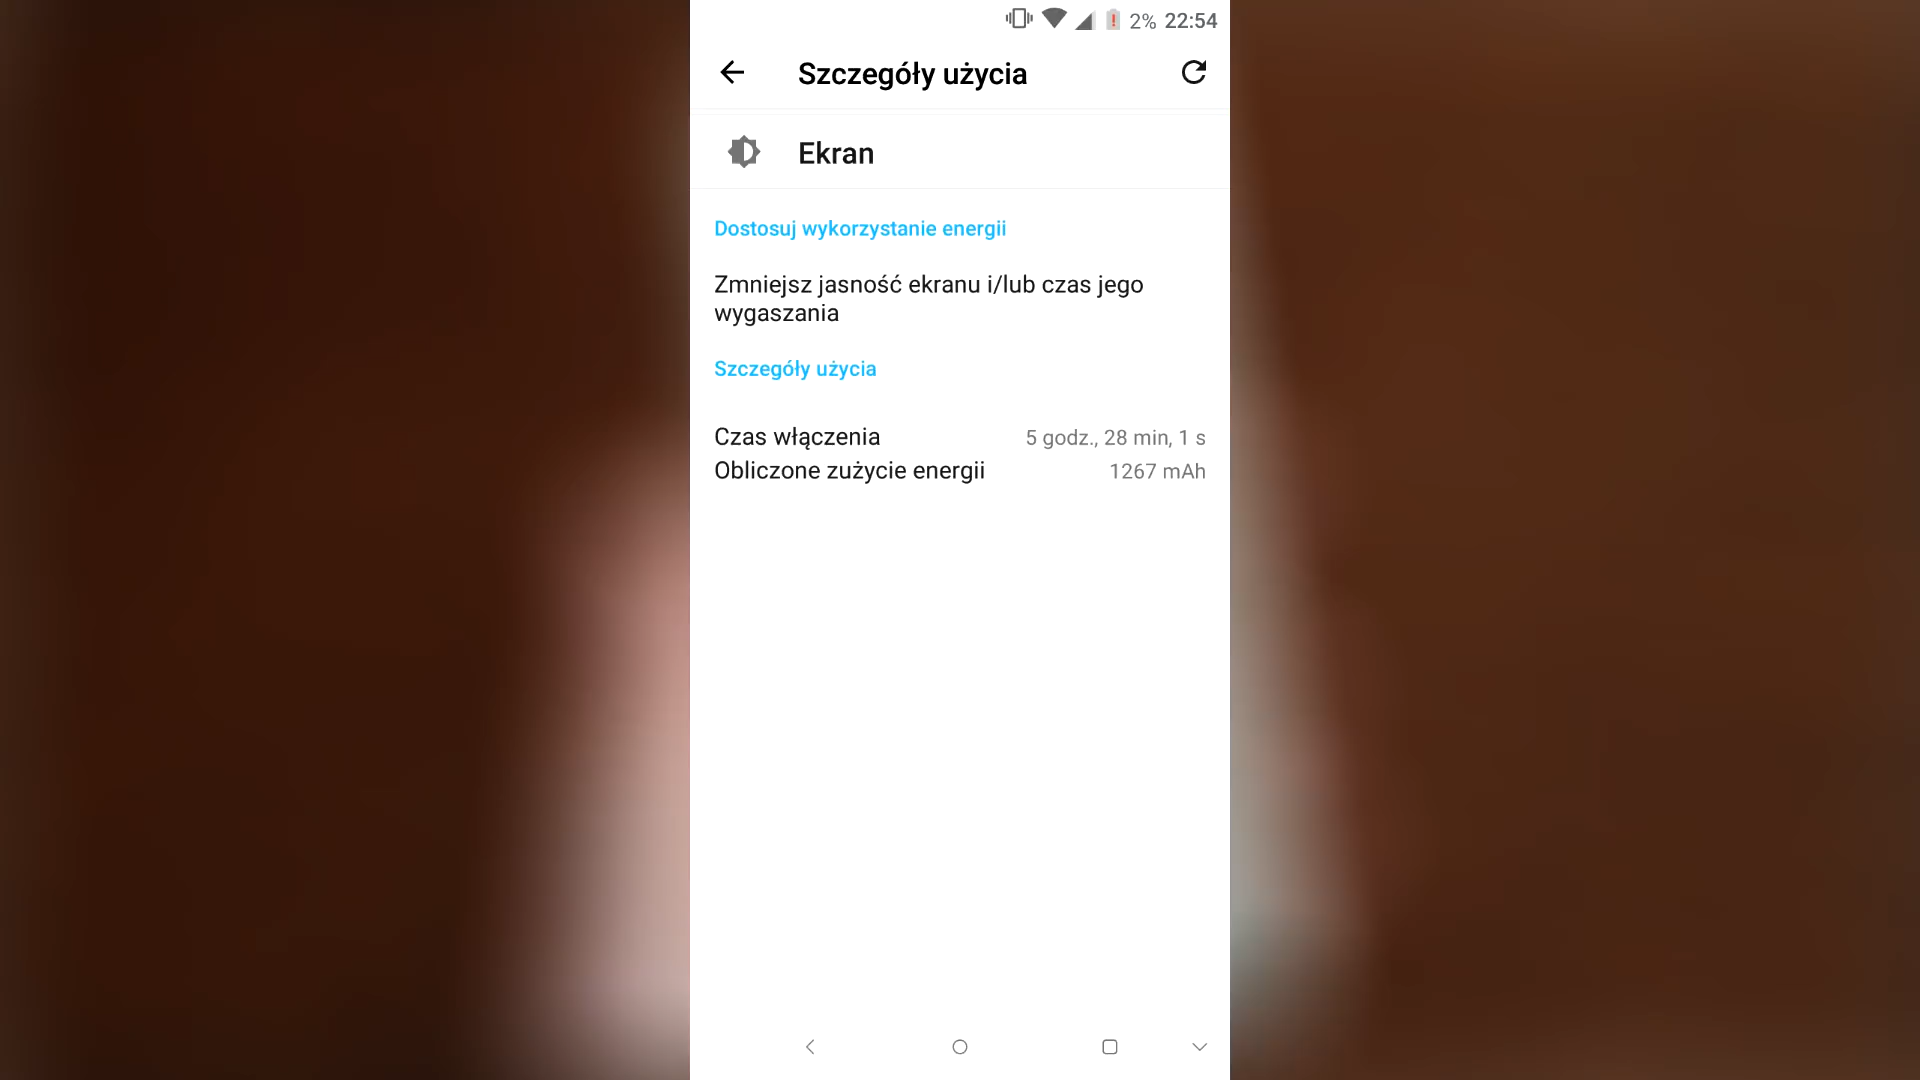 2% 22:54
Szczegóły użycia
Ekran
Dostosuj wykorzystanie energii
Zmniejsz jasność ekranu i/lub czas jego
wygaszania
Szczegóły użycia
Czas włączenia 5 godz., 28 min, 1 s
Obliczone zużycie energii 1267 mAh